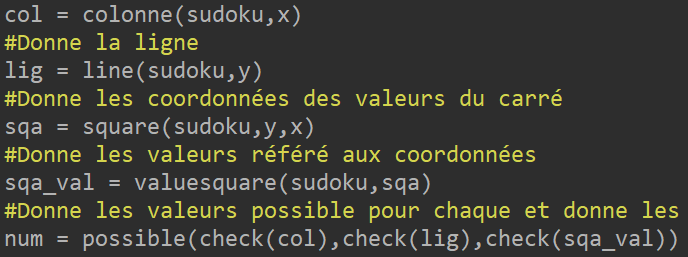 col = colonne(sudoku,x)
#Donne la ligne
lig = line(sudoku,y)
#Donne les coordonnées des valeurs du carré
sqa = square(sudoku,y,x)
#Donne les valeurs référé aux coordonnées
sqa_val = valuesquare(sudoku,sqa)
#Donne les valeurs possible pour chaque et donne les
num = possible(check(col),check(lig),check(sqa_val))